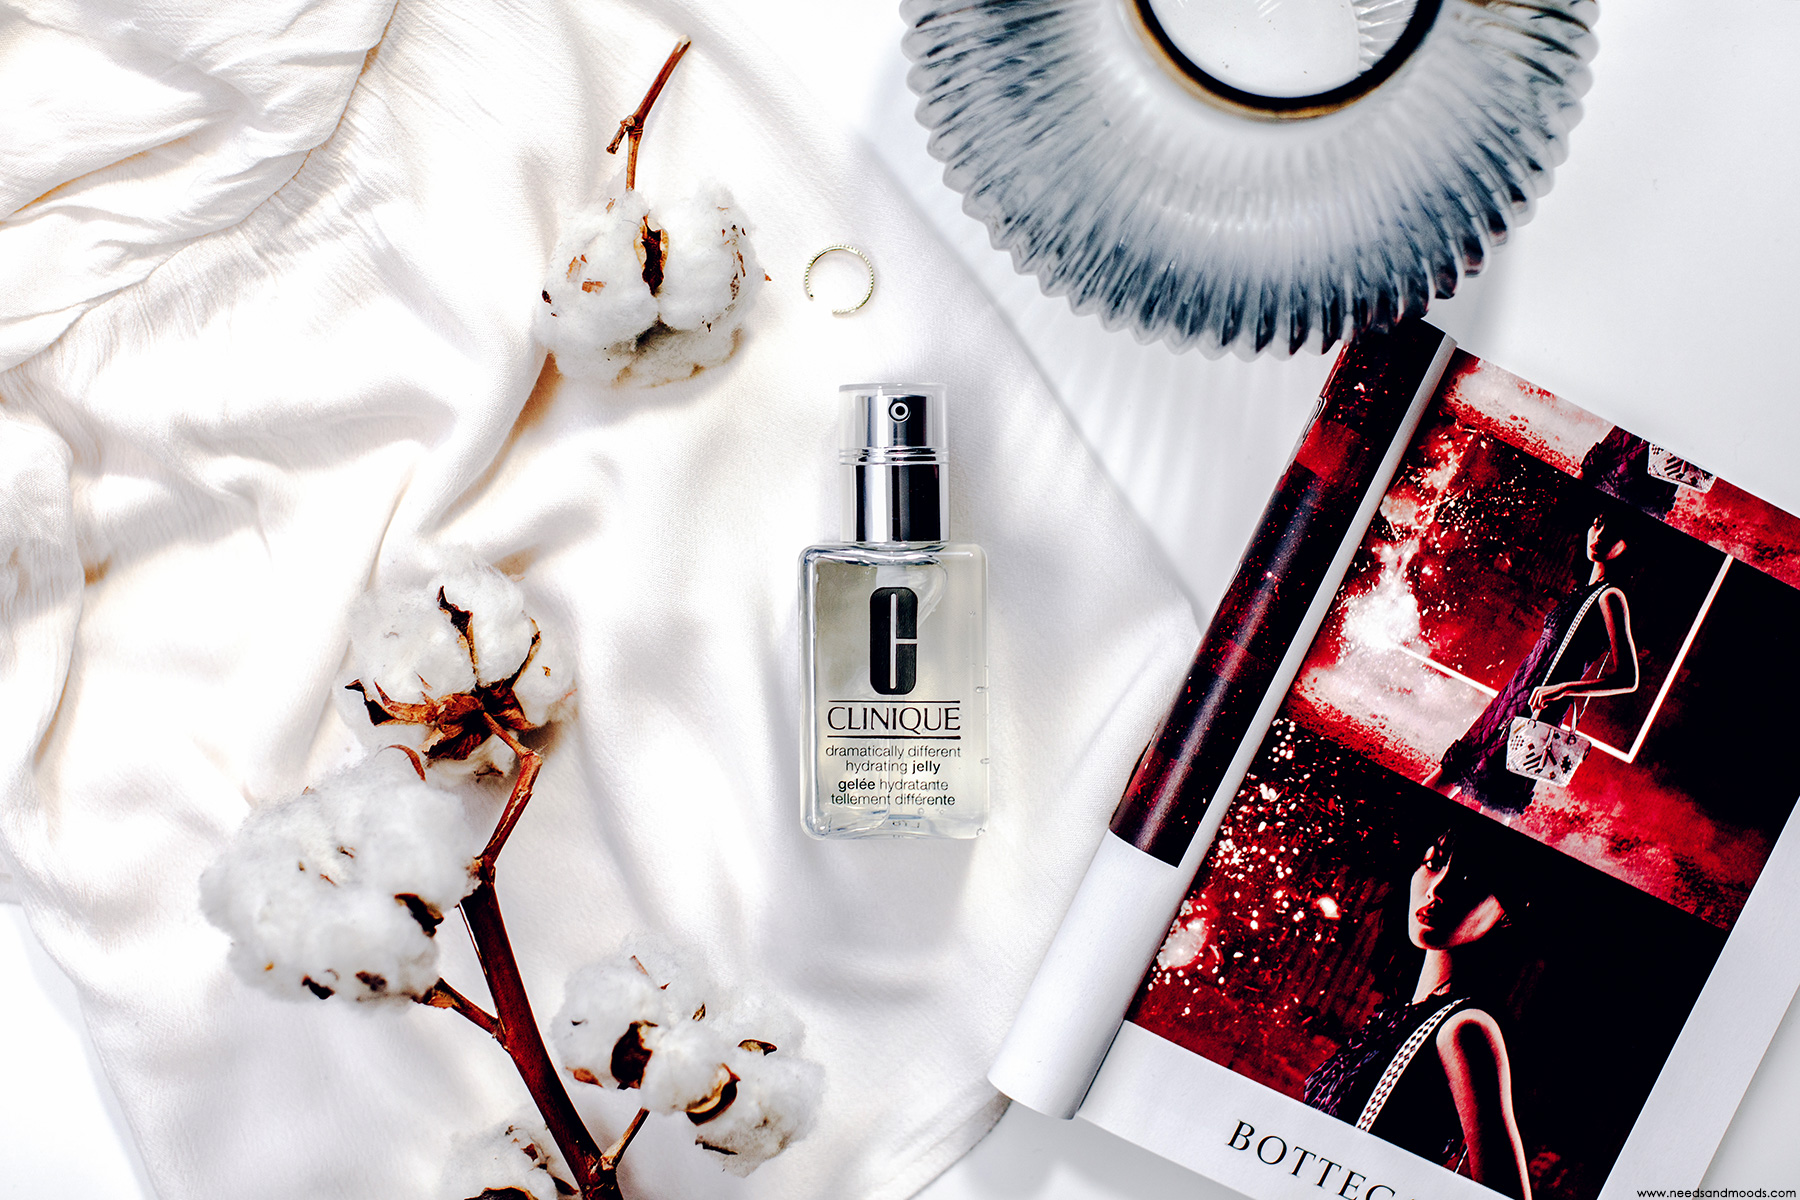 C
CLINIQUE
dramatically different
hydrating jelly
gelée hydratante
tellement différente
BOTTEG
www.needsandmoods.com